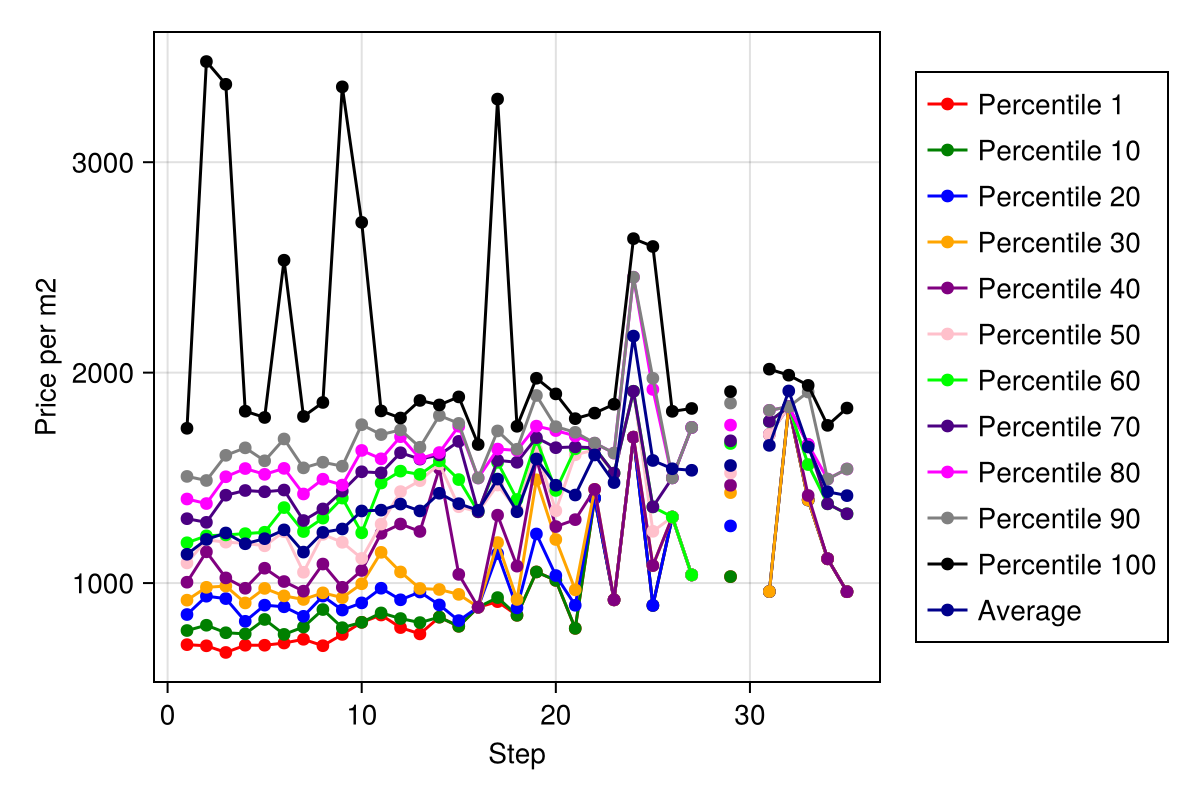 3000
2000
1000
Price per m2
0 10 20 30
Step
Percentile 1
Percentile 10
Percentile 20
Percentile 30
Percentile 40
Percentile 50
Percentile 60
Percentile 70
Percentile 80
Percentile 90
Percentile 100
Average